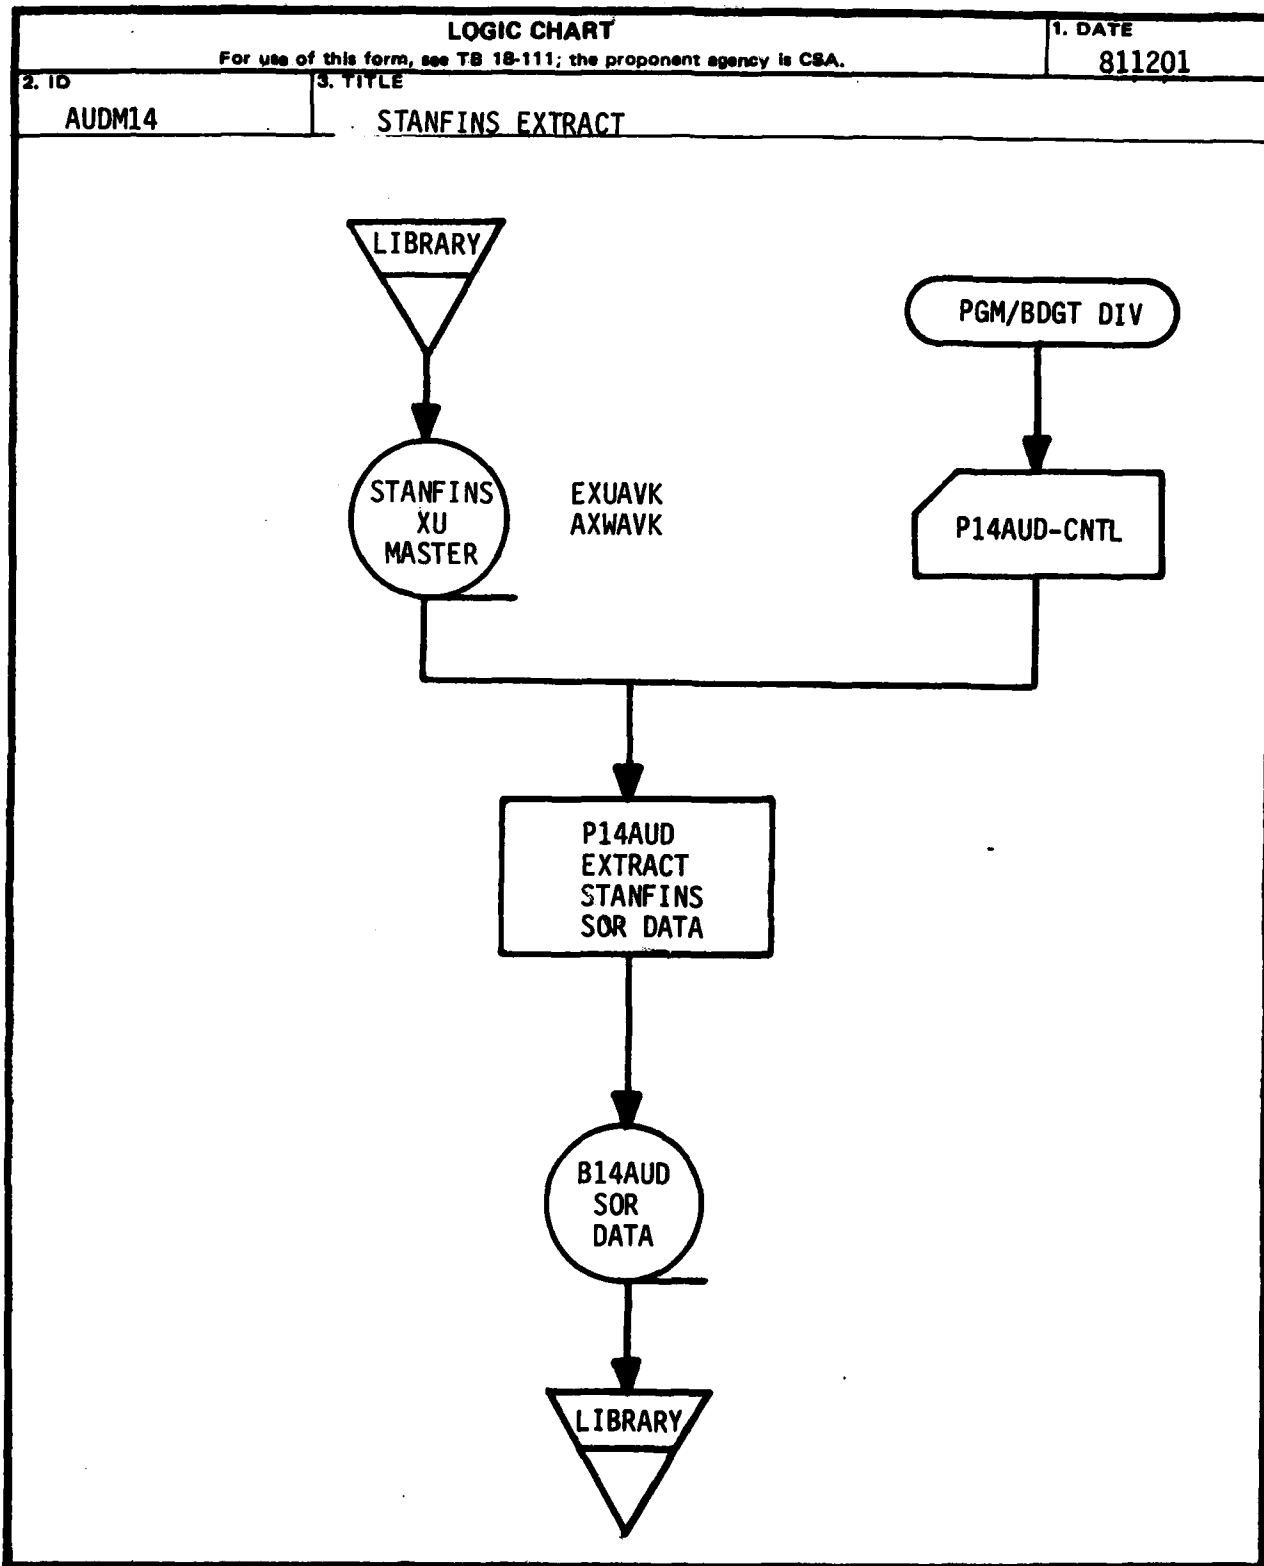 LOGIC CHART
For use of this form, see TB 18-111; the proponent agency is CSA.
1. DATE
811201
2. ID
AUDM14
3. TITLE
STANFINS EXTRACT
LIBRARY
PGM/BDGT DIV
STANFINS
XU
MASTER
EXUAVK
AXWAVK
P14AUD-CNTL
P14AUD
EXTRACT
STANFINS
SOR DATA
B14AUD
SOR
DATA
LIBRARY